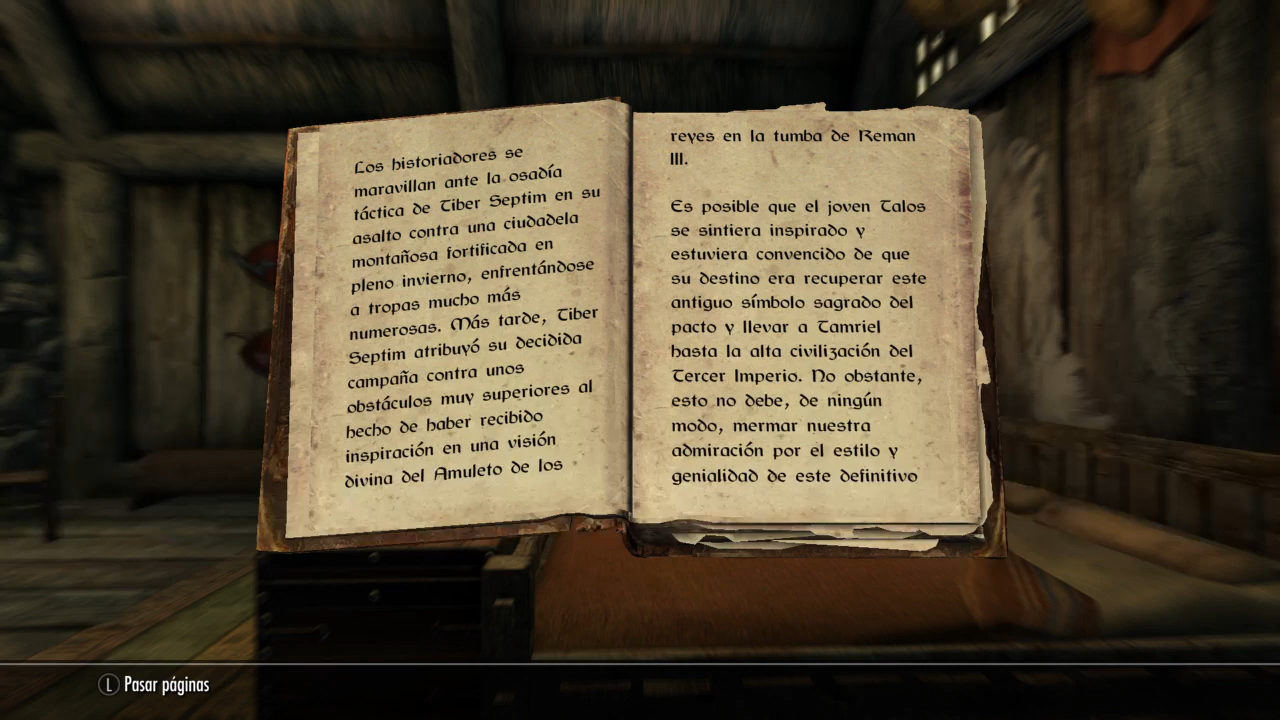 Los historiadores se
maravillan ante la osadía
táctica de Tiber Septim en su
asalto contra una ciudadela
montañosa fortificada en
pleno invierno, enfrentándose
a tropas mucho más
numerosas. Más tarde, Tiber
Septim atribuyó su decidida
campaña contra unos
obstáculos muy superiores al
hecho de haber recibido
inspiración en una visión
divina del Amuleto de los
reyes en la tumba de Reman
III.
Es posible que el joven Talos
se sintiera inspirado y
estuviera convencido de que
su destino era recuperar este
antiguo símbolo sagrado del
pacto y llevar a Tamriel
hasta la alta civilización del
Tercer Imperio. No obstante,
esto no debe, de ningún
modo, mermar nuestra
admiración por el estilo y
genialidad de este definitivo
L Pasar páginas